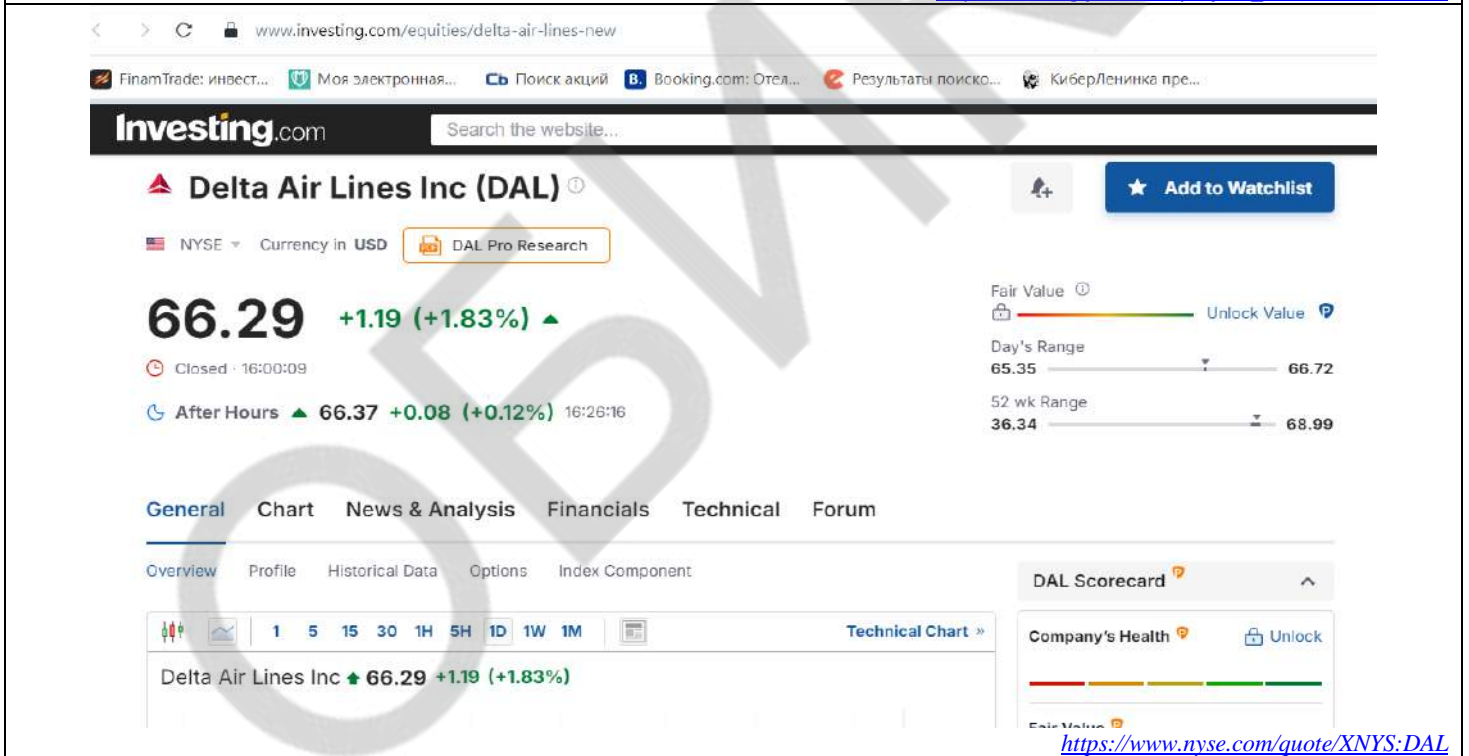 www.investing.com/equities/delta-air-lines-new
FinamTrade: инвест... Моя электронная... Cb Поиск акций B. Booking.com: Отел... Результаты поиско... КиберЛенинка пре...
Investing.com Search the website...
Delta Air Lines Inc (DAL) Add to Watchlist
NYSE Currency in USD DAL Pro Research
66.29 +1.19 (+1.83%)
Fair Value
Unlock Value
Day's Range
65.35 66.72
Closed · 16:00:09
After Hours 66.37 +0.08 (+0.12%) 16:26:16
52 wk Range
36.34 68.99
General Chart News & Analysis Financials Technical Forum
Overview Profile Historical Data Options Index Component
DAL Scorecard
1 5 15 30 1H 5H 1D 1W 1M Technical Chart »
Company's Health Unlock
Delta Air Lines Inc 66.29 +1.19 (+1.83%)
Fair Value
https://www.nyse.com/quote/XNYS:DAL